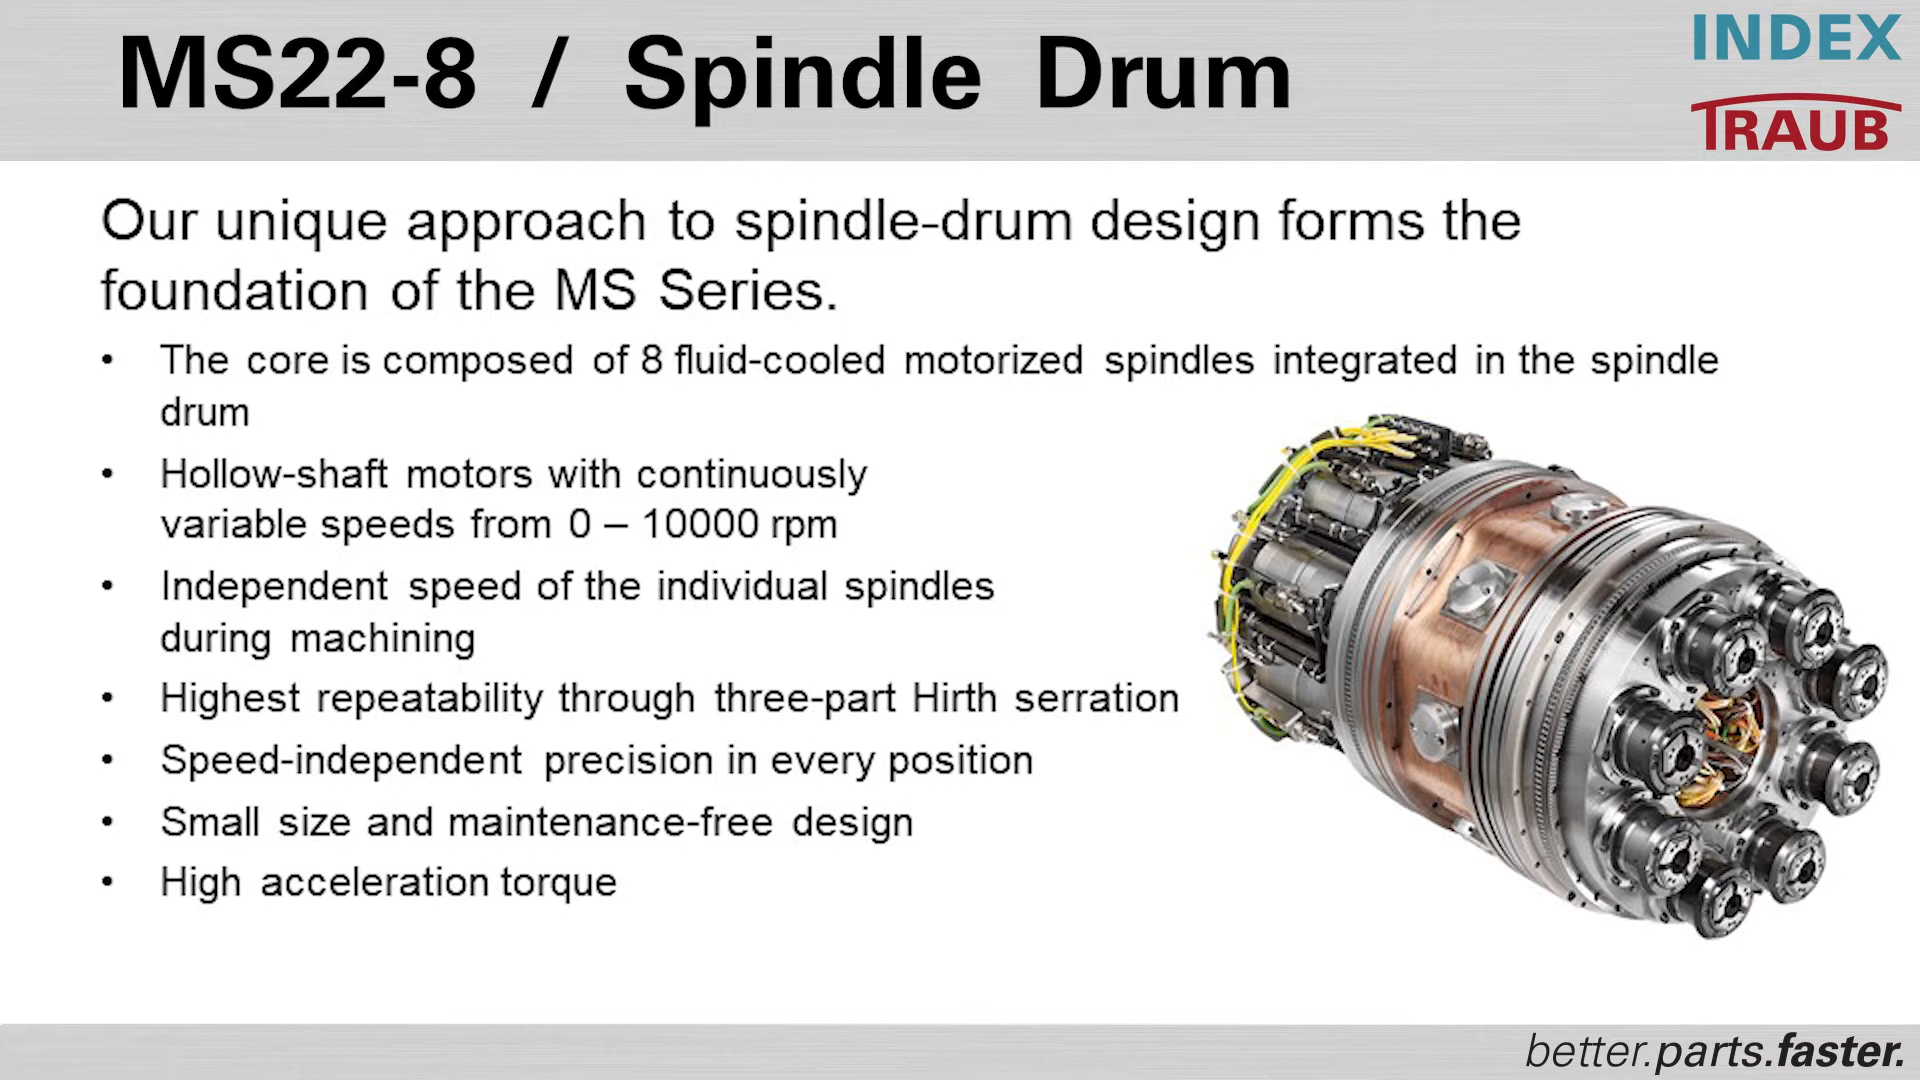 MS22-8 / Spindle Drum
INDEX
TRAUB
Our unique approach to spindle-drum design forms the
foundation of the MS Series.
• The core is composed of 8 fluid-cooled motorized spindles integrated in the spindle
drum
• Hollow-shaft motors with continuously
variable speeds from 0 – 10000 rpm
• Independent speed of the individual spindles
during machining
• Highest repeatability through three-part Hirth serration
• Speed-independent precision in every position
• Small size and maintenance-free design
• High acceleration torque
better.parts.faster.